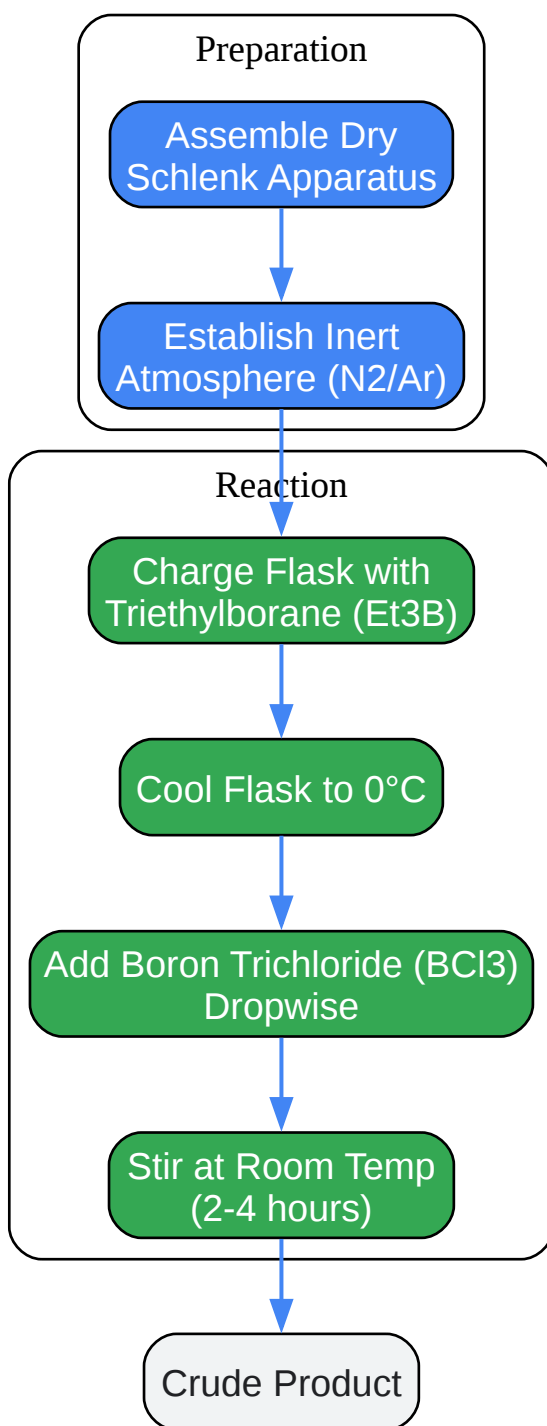 Preparation
Assemble Dry
Schlenk Apparatus
Establish Inert
Atmosphere (N2/Ar)
Reaction
Charge Flask with
Triethylborane (Et3B)
Cool Flask to 0°C
Add Boron Trichloride (BCl3)
Dropwise
Stir at Room Temp
(2-4 hours)
Crude Product